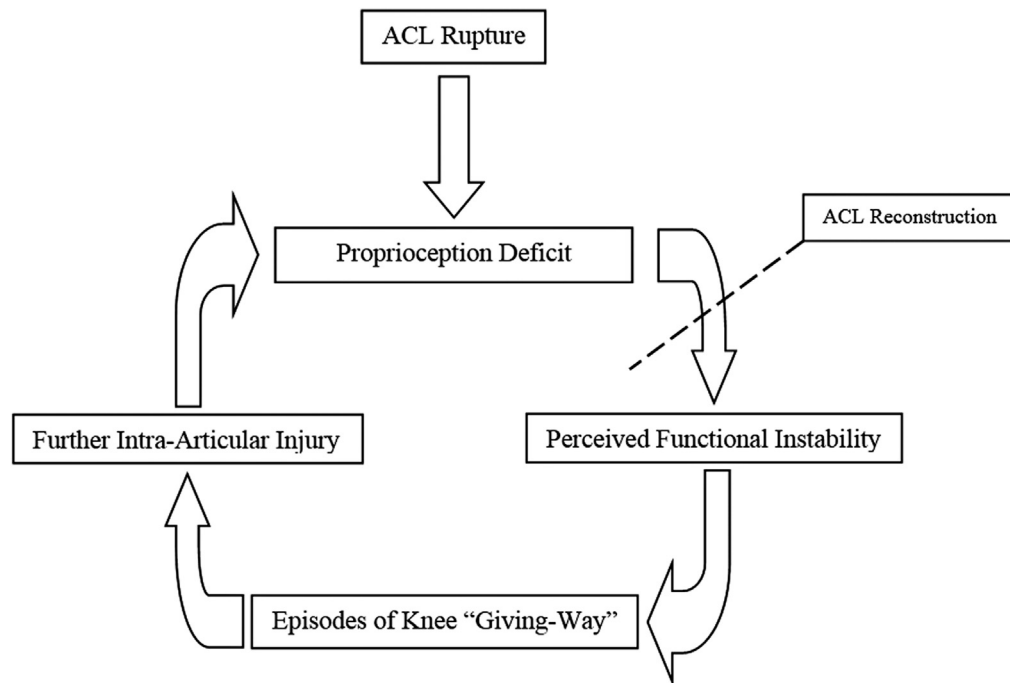 ACL Rupture
ACL Reconstruction
Proprioception Deficit
Further Intra-Articular Injury
Perceived Functional Instability
Episodes of Knee “Giving-Way”